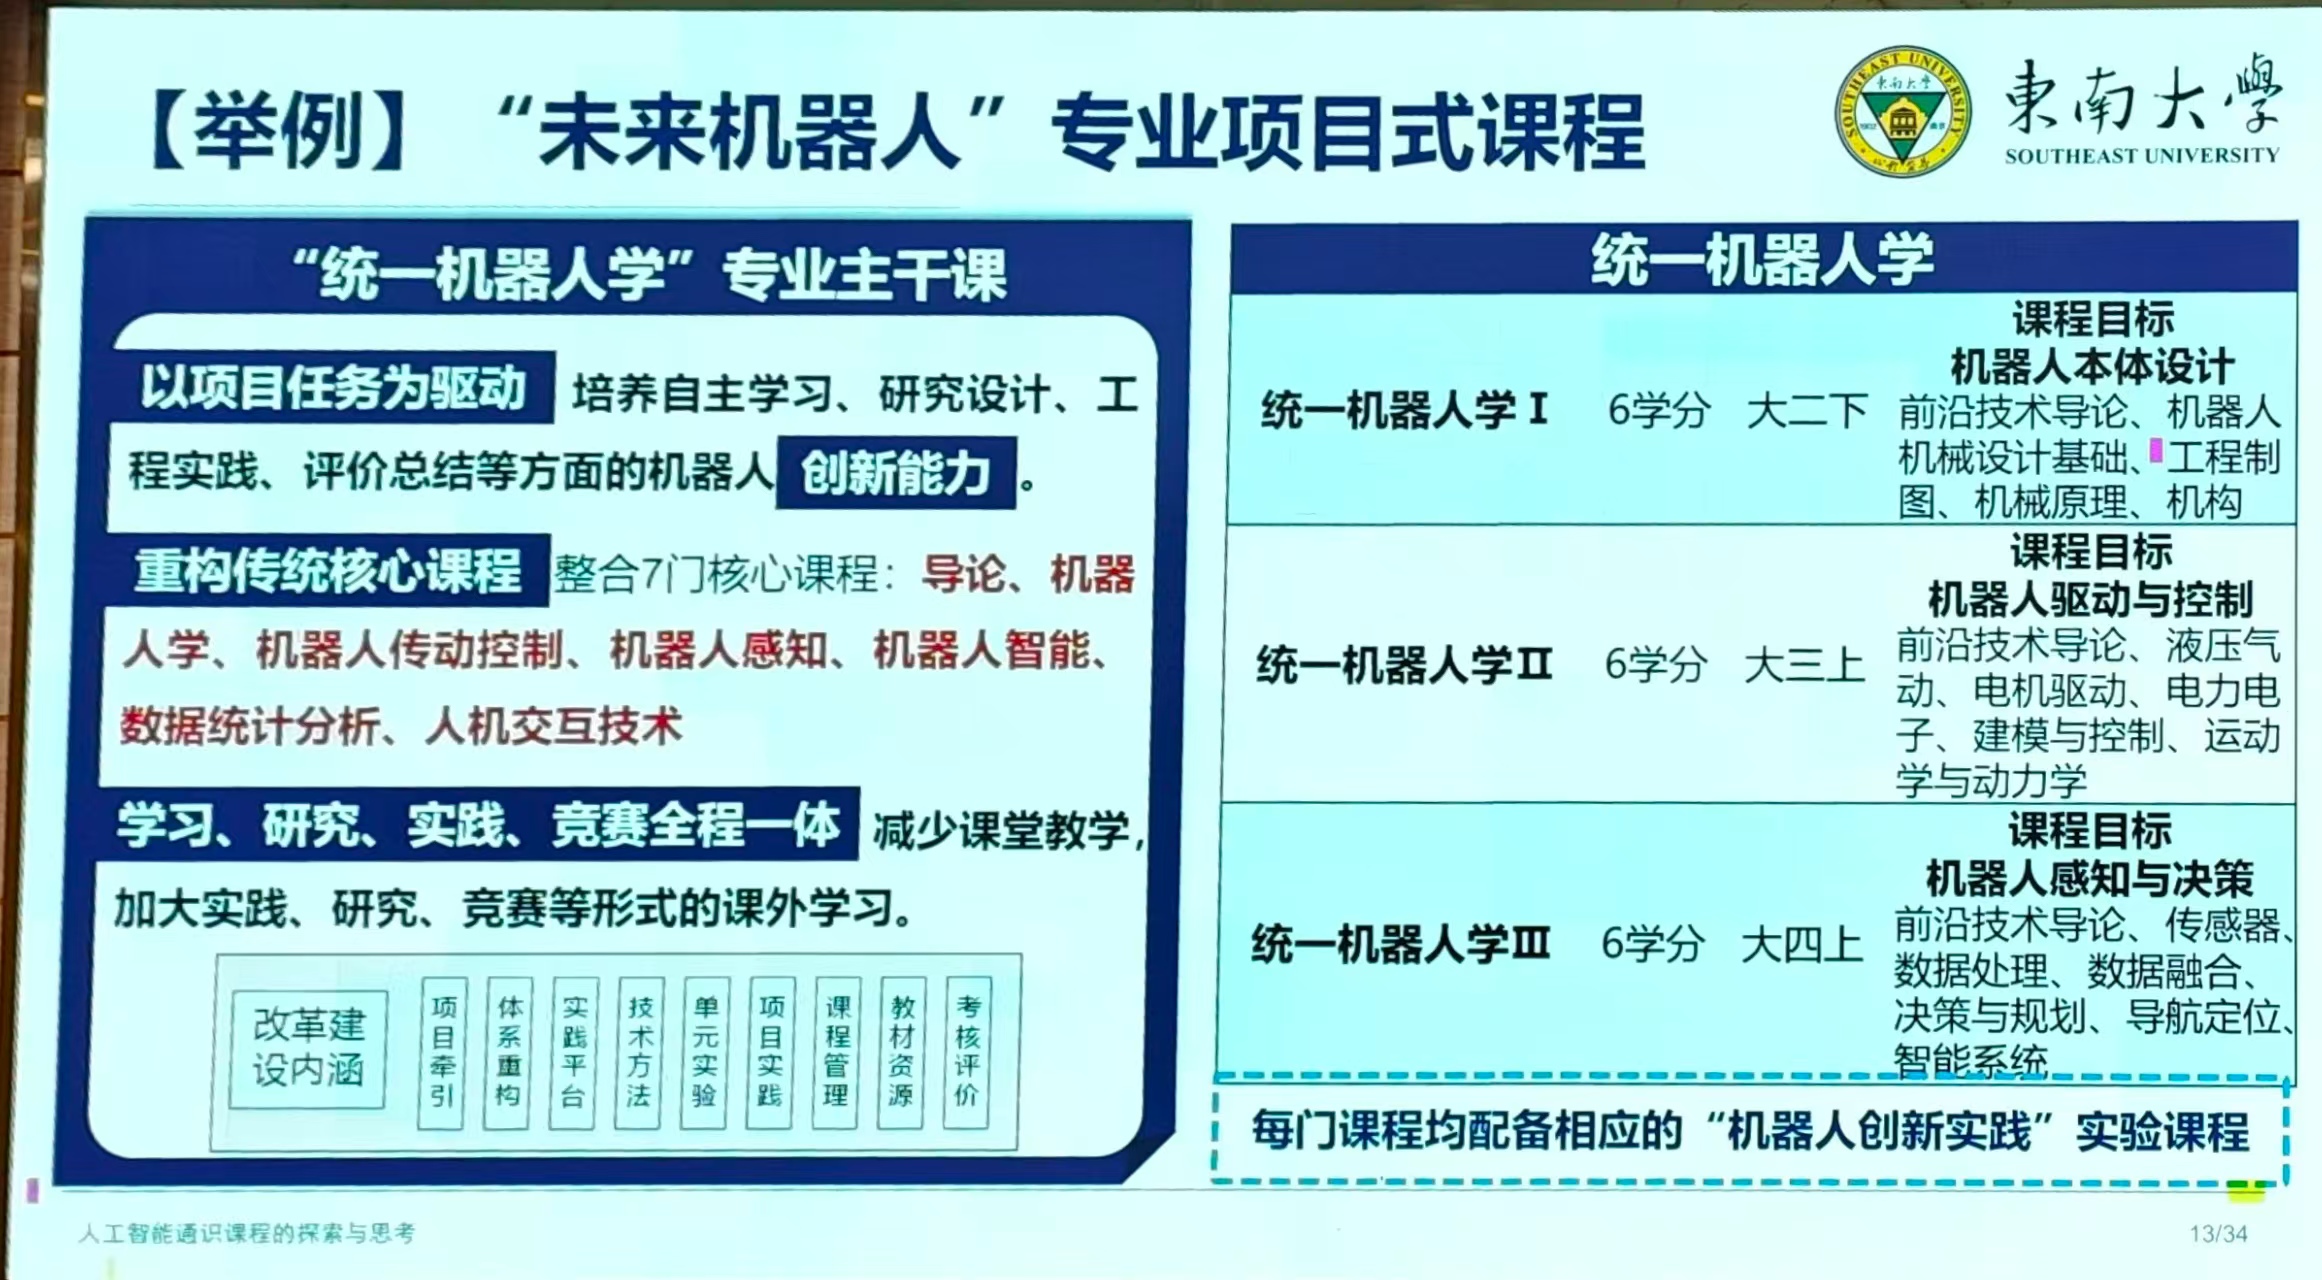 【举例】 “未来机器人”专业项目式课程
東南大學
SOUTHEAST UNIVERSITY
SOUTHEAST UNIVERSITY
東南大學
1902 南京
“统一机器人学”专业主干课
以项目任务为驱动 培养自主学习、研究设计、工
程实践、评价总结等方面的机器人 创新能力 。
重构传统核心课程 整合7门核心课程：导论、机器
人学、机器人传动控制、机器人感知、机器人智能、
数据统计分析、人机交互技术
学习、研究、实践、竞赛全程一体 减少课堂教学，
加大实践、研究、竞赛等形式的课外学习。
改革建
设内涵
项目牵引
体系重构
实践平台
技术方法
单元实验
项目实践
课程管理
教材资源
考核评价
统一机器人学
统一机器人学Ⅰ 6学分 大二下
课程目标
机器人本体设计
前沿技术导论、机器人
机械设计基础、工程制
图、机械原理、机构
统一机器人学Ⅱ 6学分 大三上
课程目标
机器人驱动与控制
前沿技术导论、液压气
动、电机驱动、电力电
子、建模与控制、运动
学与动力学
统一机器人学Ⅲ 6学分 大四上
课程目标
机器人感知与决策
前沿技术导论、传感器、
数据处理、数据融合、
决策与规划、导航定位、
智能系统
每门课程均配备相应的“机器人创新实践”实验课程
人工智能通识课程的探索与思考
13/34